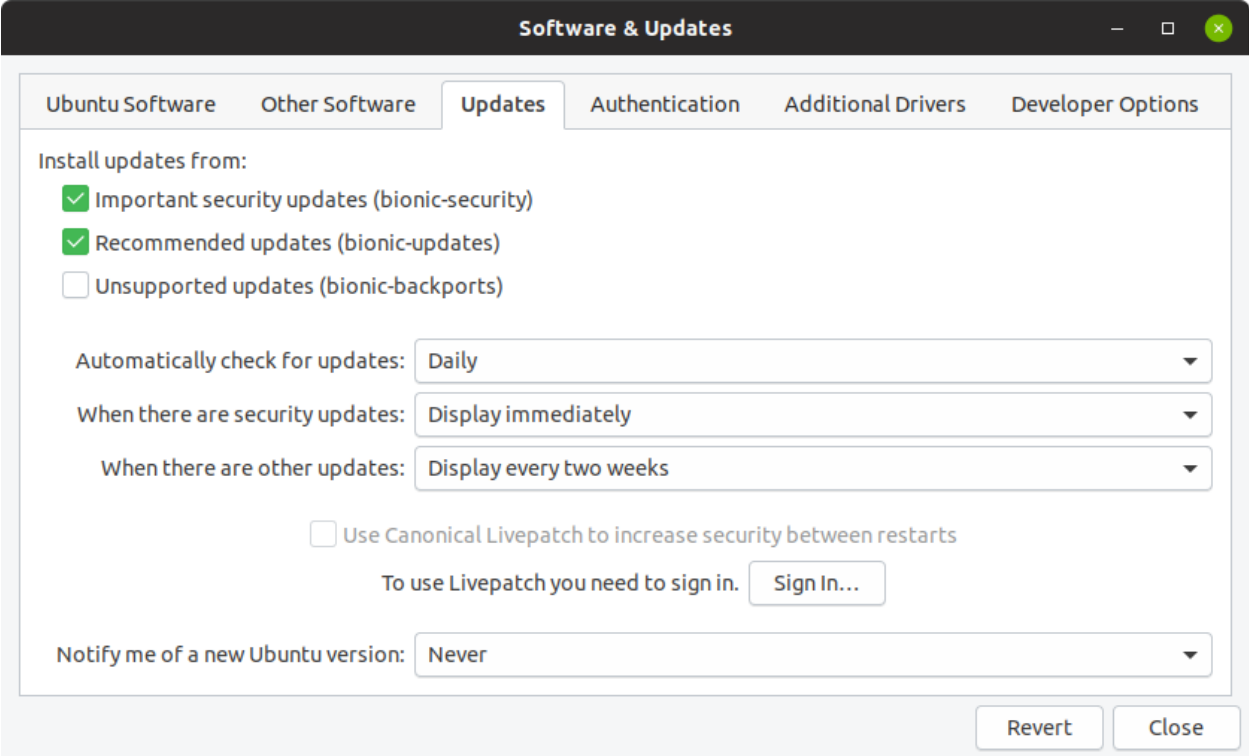 Software & Updates
Ubuntu Software Other Software Updates Authentication Additional Drivers Developer Options
Install updates from:
Important security updates (bionic-security)
Recommended updates (bionic-updates)
Unsupported updates (bionic-backports)
Automatically check for updates: Daily
When there are security updates: Display immediately
When there are other updates: Display every two weeks
Use Canonical Livepatch to increase security between restarts
To use Livepatch you need to sign in. Sign In...
Notify me of a new Ubuntu version: Never
Revert Close